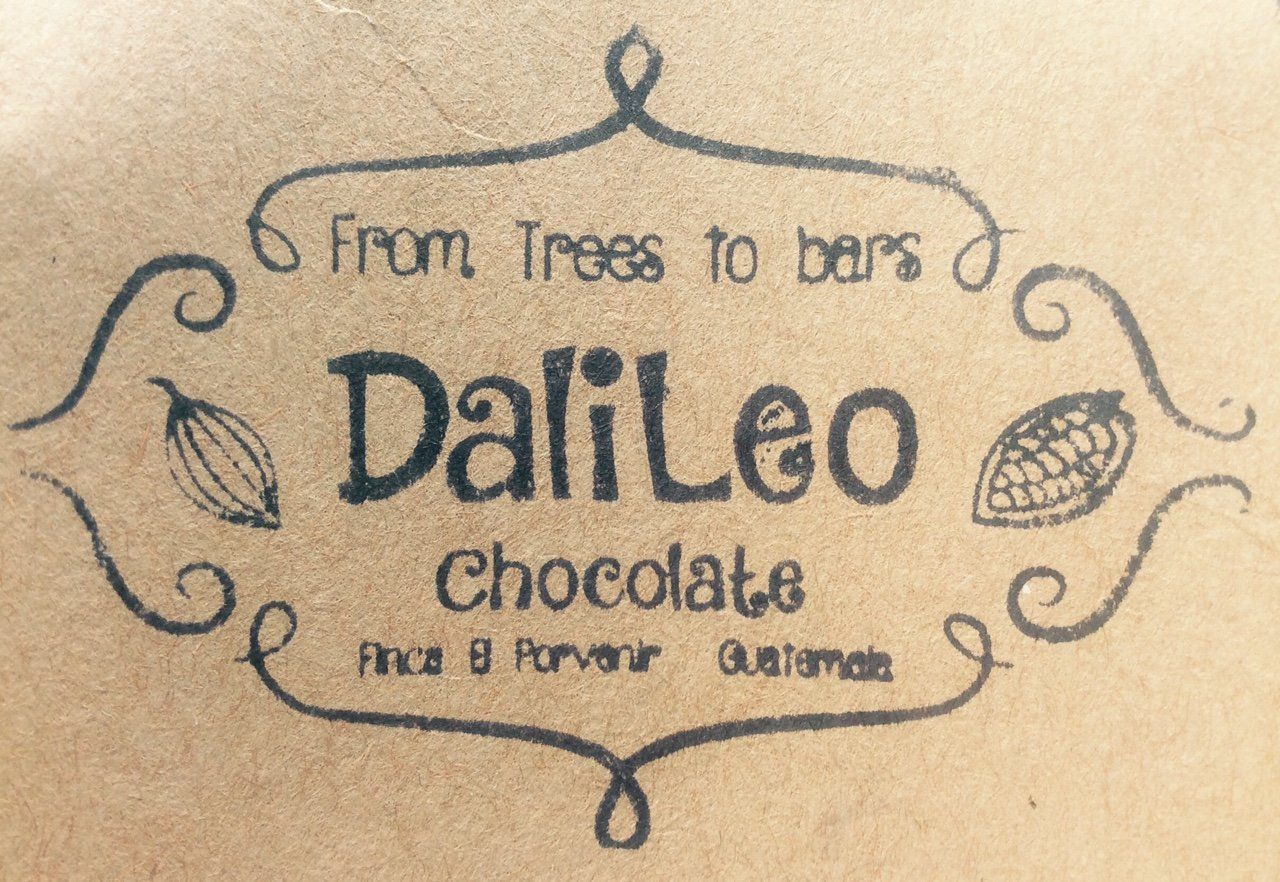 From Trees to bars
DaliLeo
Chocolate
Finca El Porvenir Guatemala